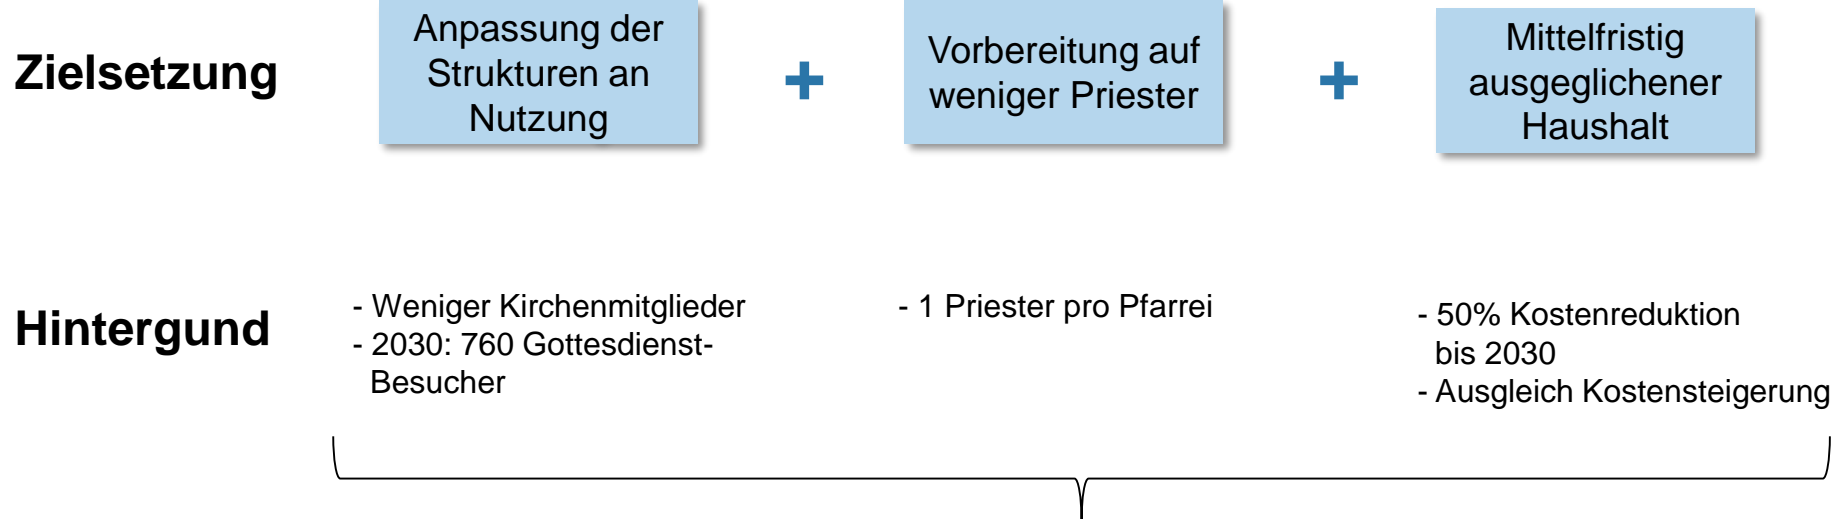 Zielsetzung
Anpassung der
Strukturen an
Nutzung
+
Vorbereitung auf
weniger Priester
+
Mittelfristig
ausgeglichener
Haushalt
Hintergund
- Weniger Kirchenmitglieder
- 2030: 760 Gottesdienst-
Besucher
- 1 Priester pro Pfarrei
- 50% Kostenreduktion
bis 2030
- Ausgleich Kostensteigerung